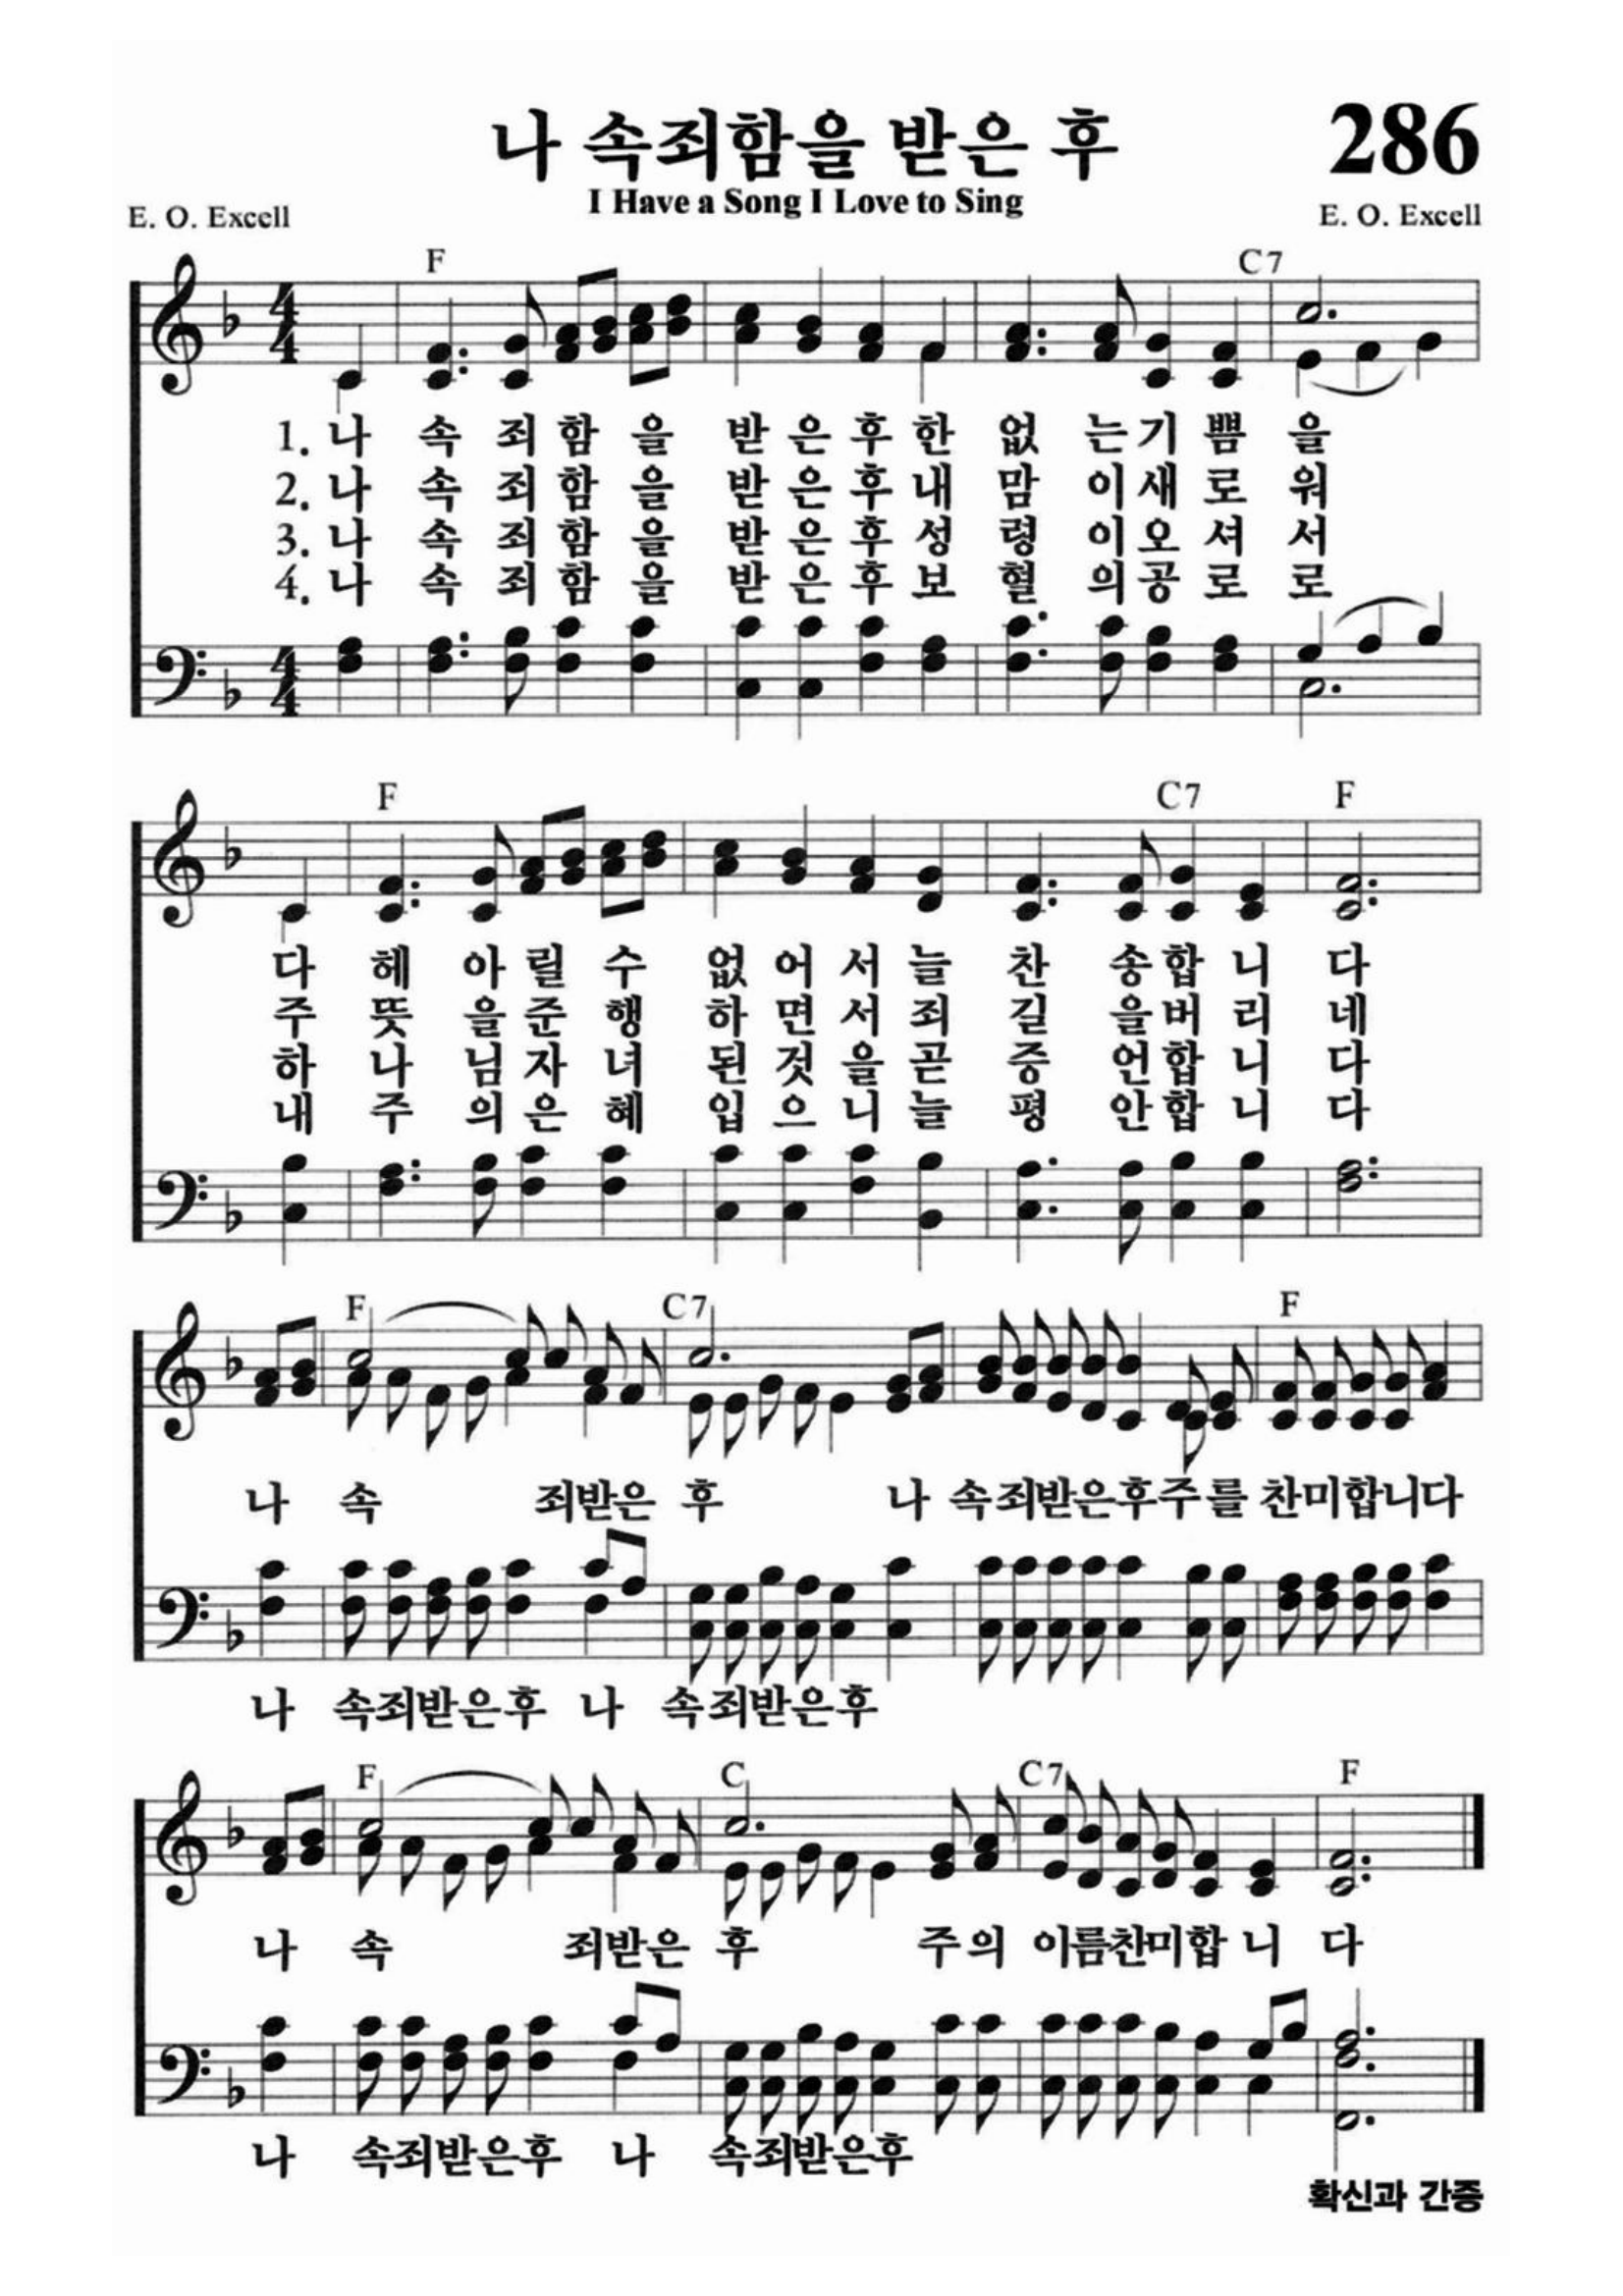 나 속죄함을 받은 후
286
I Have a Song I Love to Sing
E. O. Excell
E. O. Excell
F C7
4 4
1. 나 속 죄 함 을 받 은 후 한 없 는 기 쁨 을
2. 나 속 죄 함 을 받 은 후 내 맘 이 새 로 워
3. 나 속 죄 함 을 받 은 후 성 령 이 오 셔 서
4. 나 속 죄 함 을 받 은 후 보 혈 의 공 로 로
4 4
F C7 F
다 헤 아 릴 수 없 어 서 늘 찬 송 합 니 다
주 뜻 을 준 행 하 면 서 죄 길 을 버 리 네
하 나 님 자 녀 된 것 을 곧 증 언 합 니 다
내 주 의 은 혜 입 으 니 늘 평 안 합 니 다
F C7 F
나 속 죄받은 후 나 속죄받은후주를 찬미합니다
나 속죄받은후 나 속죄받은후
F C C7 F
나 속 죄받은 후 주의 이름찬미합 니 다
나 속죄받은후 나 속죄받은후
확신과 간증